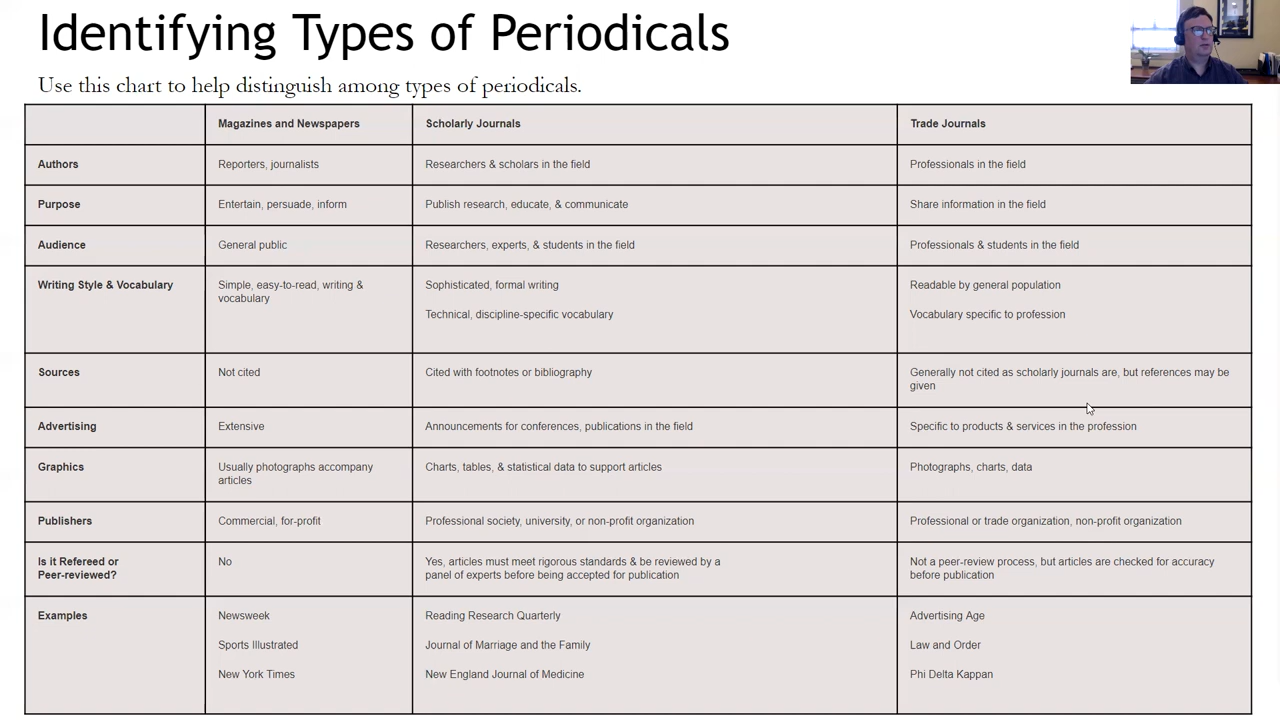 Identifying Types of Periodicals
Use this chart to help distinguish among types of periodicals.
Magazines and Newspapers
Scholarly Journals
Trade Journals
Authors
Reporters, journalists
Researchers & scholars in the field
Professionals in the field
Purpose
Entertain, persuade, inform
Publish research, educate, & communicate
Share information in the field
Audience
General public
Researchers, experts, & students in the field
Professionals & students in the field
Writing Style & Vocabulary
Simple, easy-to-read, writing &
vocabulary
Sophisticated, formal writing
Technical, discipline-specific vocabulary
Readable by general population
Vocabulary specific to profession
Sources
Not cited
Cited with footnotes or bibliography
Generally not cited as scholarly journals are, but references may be
given
Advertising
Extensive
Announcements for conferences, publications in the field
Specific to products & services in the profession
Graphics
Usually photographs accompany
articles
Charts, tables, & statistical data to support articles
Photographs, charts, data
Publishers
Commercial, for-profit
Professional society, university, or non-profit organization
Professional or trade organization, non-profit organization
Is it Refereed or
Peer-reviewed?
No
Yes, articles must meet rigorous standards & be reviewed by a
panel of experts before being accepted for publication
Not a peer-review process, but articles are checked for accuracy
before publication
Examples
Newsweek
Sports Illustrated
New York Times
Reading Research Quarterly
Journal of Marriage and the Family
New England Journal of Medicine
Advertising Age
Law and Order
Phi Delta Kappan